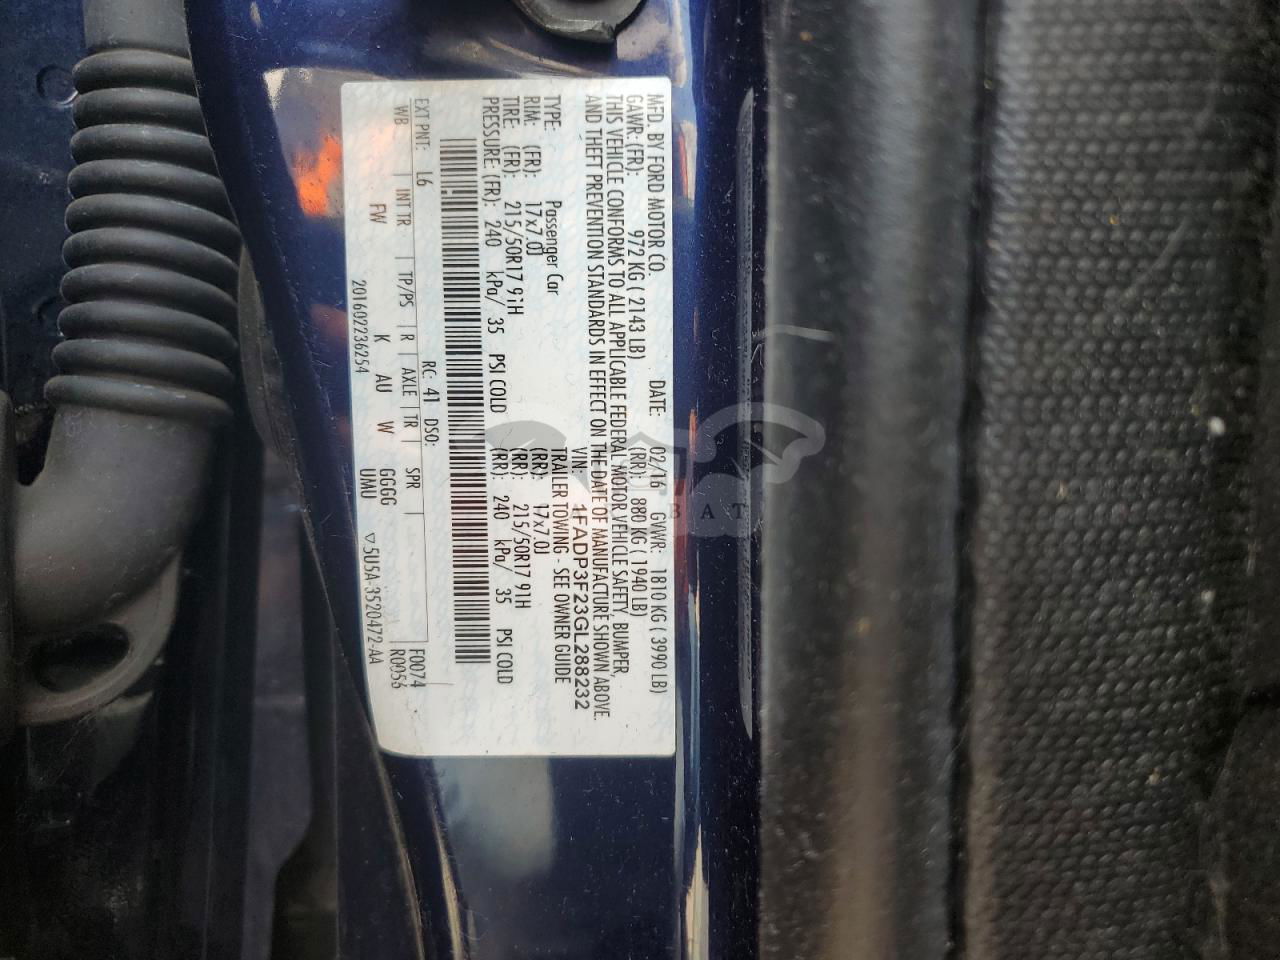 MFD. BY FORD MOTOR CO. DATE: 02/16 GVWR: 1810 KG ( 3990 LB)
GAWR: (FR): 972 KG ( 2143 LB) (RR): 880 KG ( 1940 LB)
THIS VEHICLE CONFORMS TO ALL APPLICABLE FEDERAL MOTOR VEHICLE SAFETY, BUMPER,
AND THEFT PREVENTION STANDARDS IN EFFECT ON THE DATE OF MANUFACTURE SHOWN ABOVE.
VIN: 1FADP3F23GL288232
TYPE: Passenger Car TRAILER TOWING - SEE OWNER GUIDE
RIM: (FR): 17x7.0J (RR): 17x7.0J
TIRE: (FR): 215/50R17 91H (RR): 215/50R17 91H
PRESSURE: (FR): 240 kPa/ 35 PSI COLD (RR): 240 kPa/ 35 PSI COLD
EXT PNT: L6 RC: 41 DSO: F0074
WB INT TR TP/PS R AXLE TR SPR R0056
FW K AU W GGGG
UMU
201602236254 ▽5U5A-3520472-AA
BAT